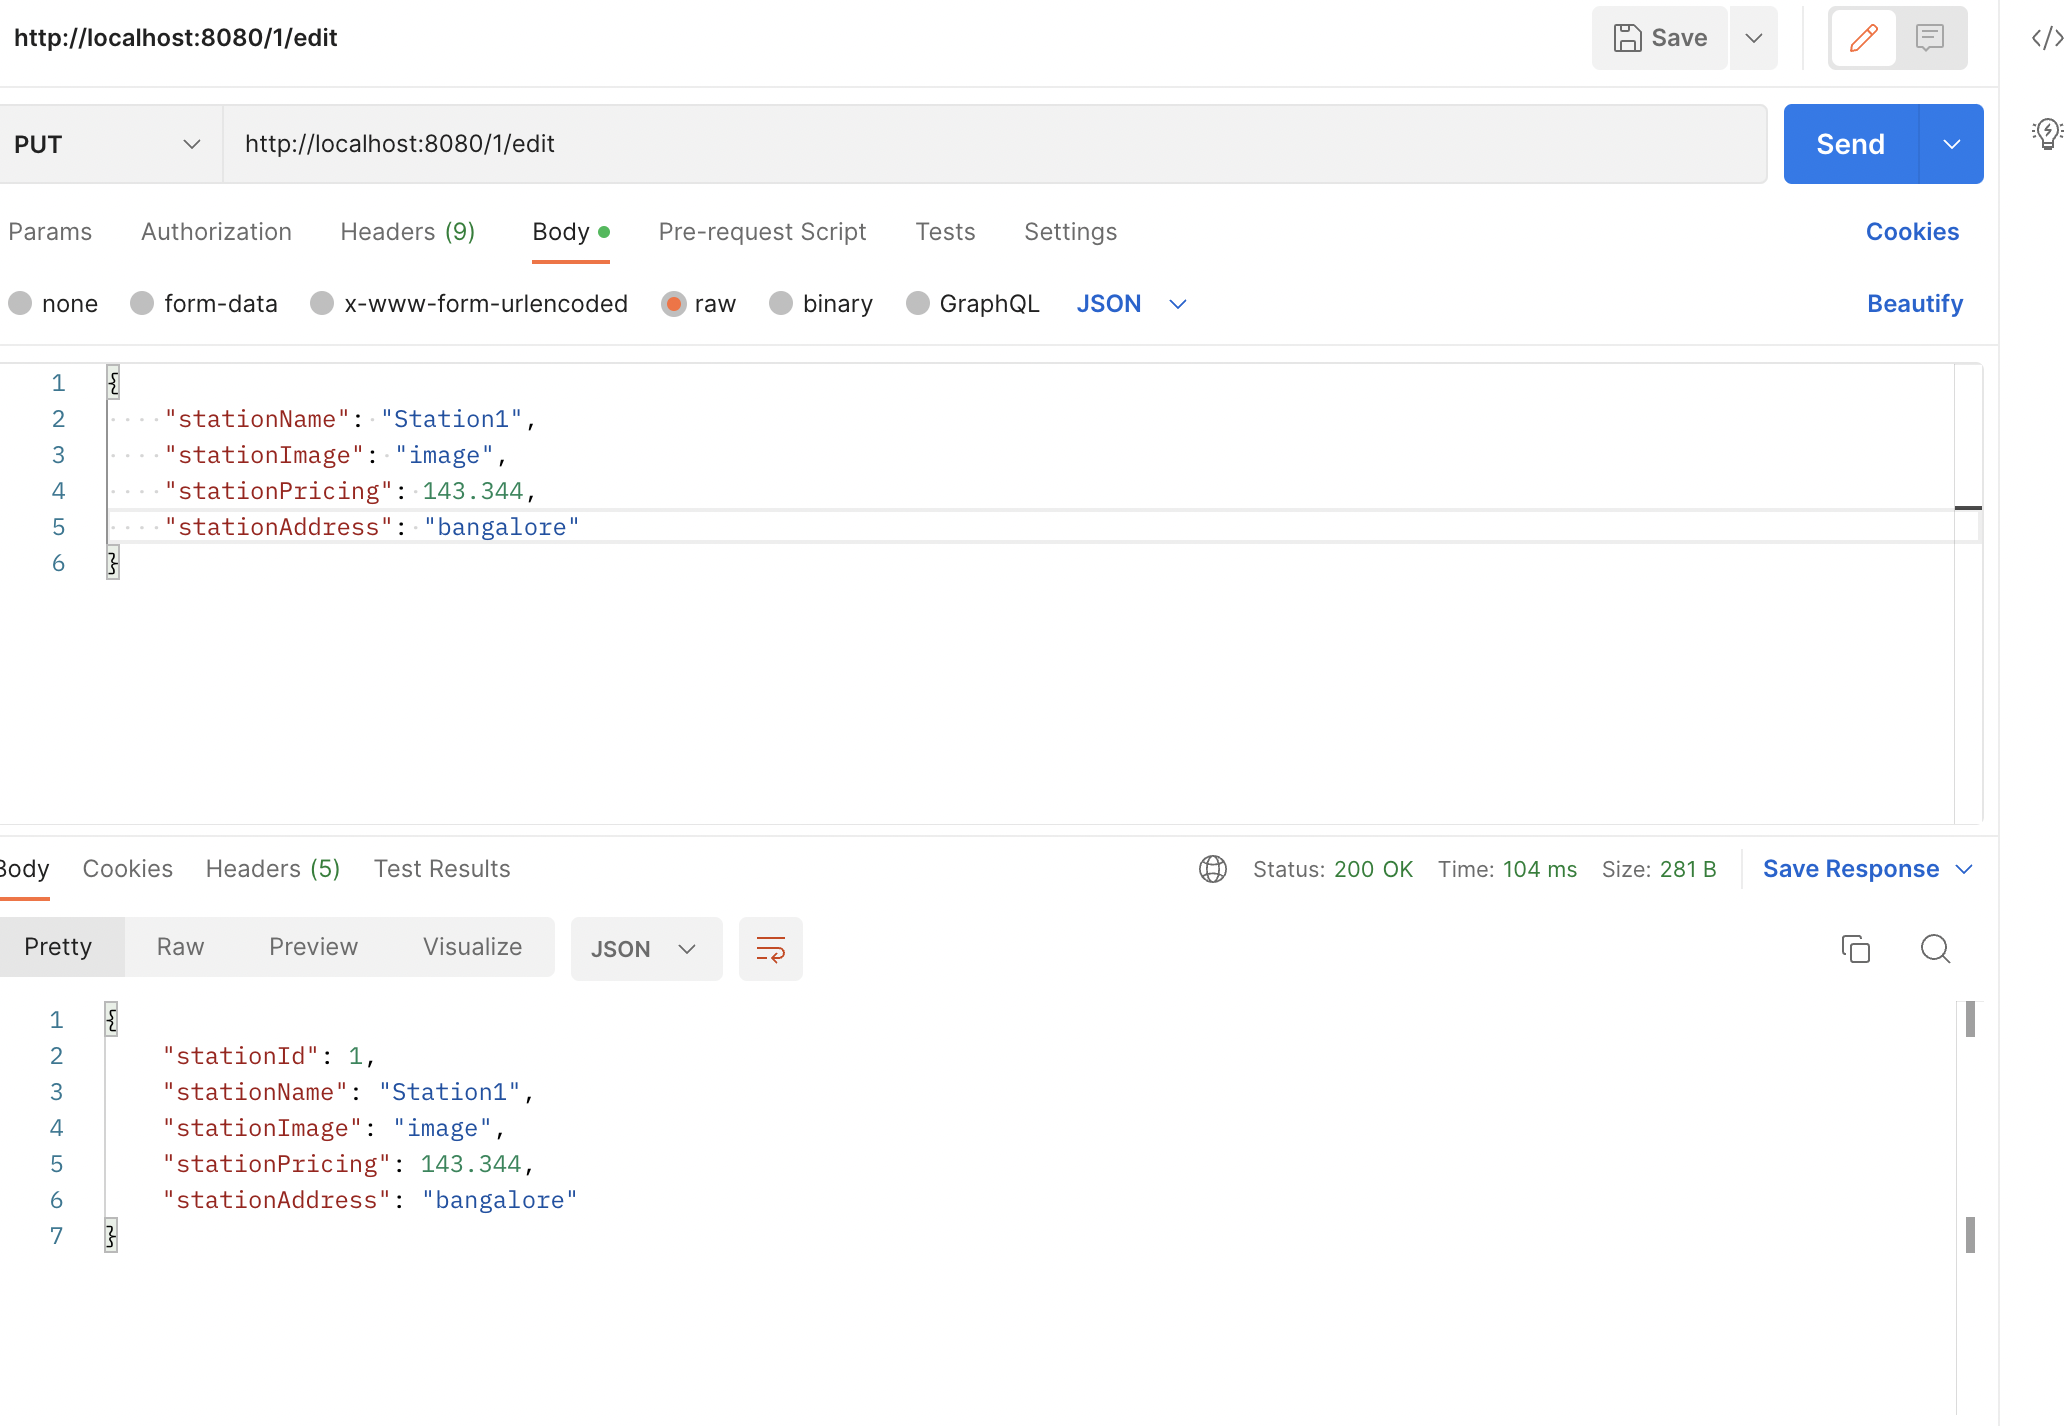 http://localhost:8080/1/edit
Save
PUT
http://localhost:8080/1/edit
Send
Params Authorization Headers (9) Body Pre-request Script Tests Settings Cookies
none form-data x-www-form-urlencoded raw binary GraphQL JSON Beautify
1 {
2 "stationName": "Station1",
3 "stationImage": "image",
4 "stationPricing": 143.344,
5 "stationAddress": "bangalore"
6 }
Body Cookies Headers (5) Test Results Status: 200 OK Time: 104 ms Size: 281 B Save Response
Pretty Raw Preview Visualize JSON
1 {
2 "stationId": 1,
3 "stationName": "Station1",
4 "stationImage": "image",
5 "stationPricing": 143.344,
6 "stationAddress": "bangalore"
7 }